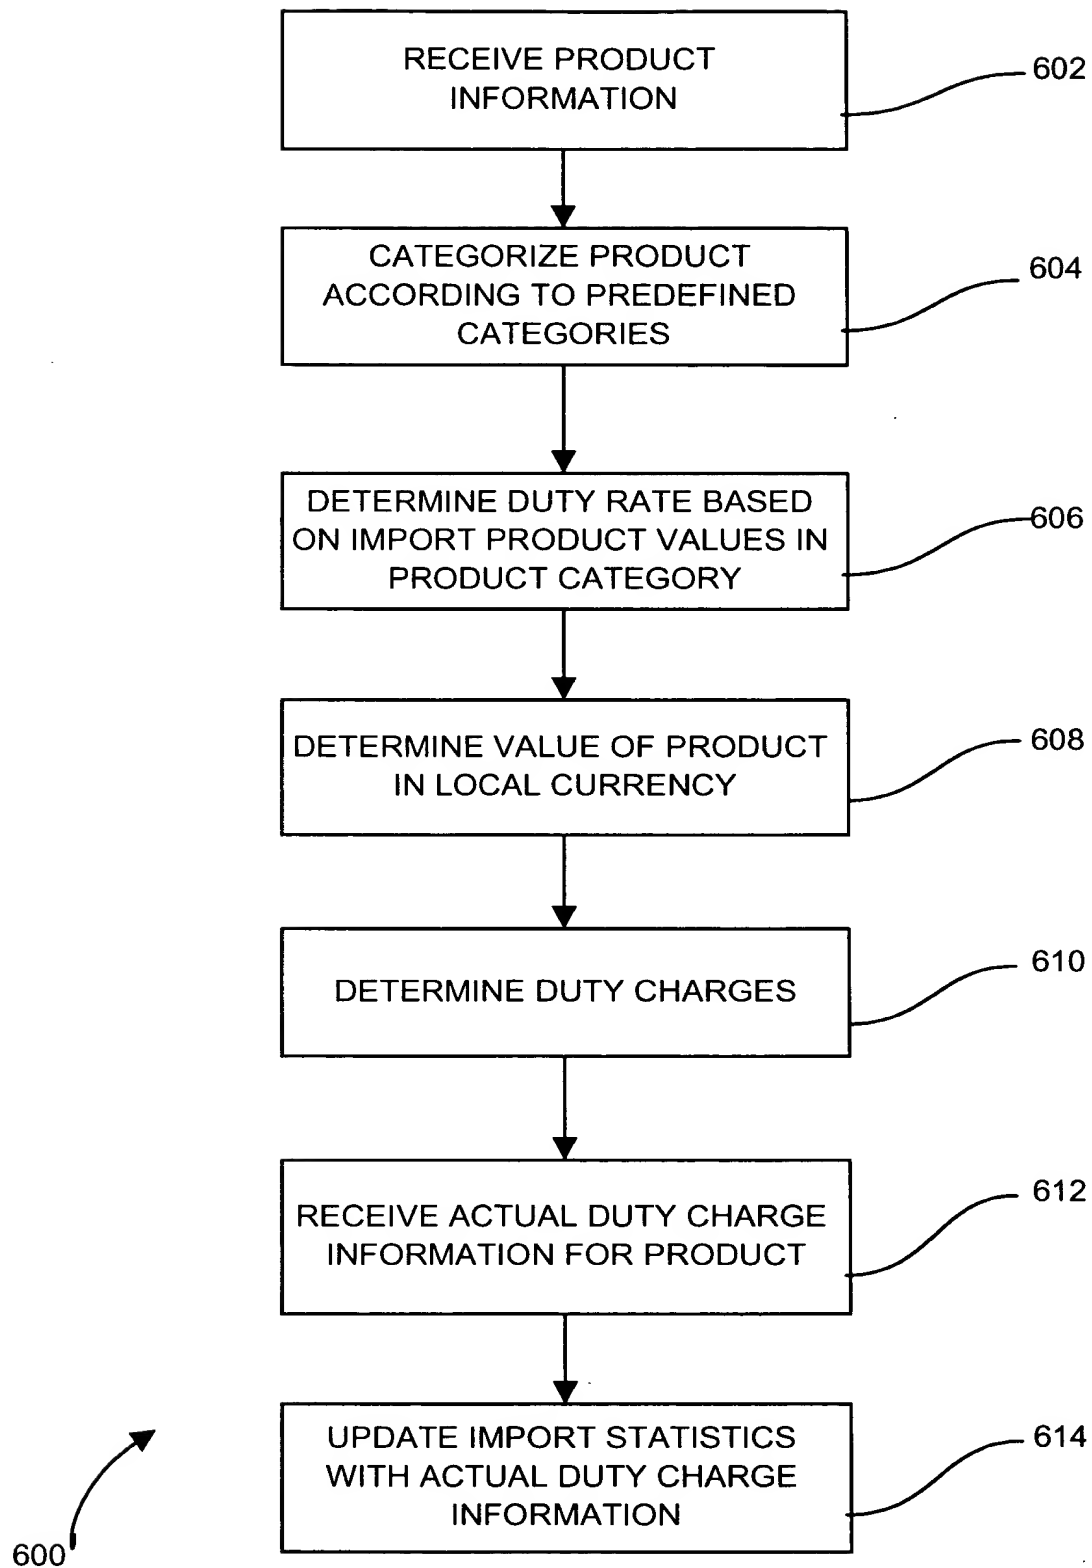 RECEIVE PRODUCT
INFORMATION
602
CATEGORIZE PRODUCT
ACCORDING TO PREDEFINED
CATEGORIES
604
DETERMINE DUTY RATE BASED
ON IMPORT PRODUCT VALUES IN
PRODUCT CATEGORY
606
DETERMINE VALUE OF PRODUCT
IN LOCAL CURRENCY
608
DETERMINE DUTY CHARGES
610
RECEIVE ACTUAL DUTY CHARGE
INFORMATION FOR PRODUCT
612
UPDATE IMPORT STATISTICS
WITH ACTUAL DUTY CHARGE
INFORMATION
614
600